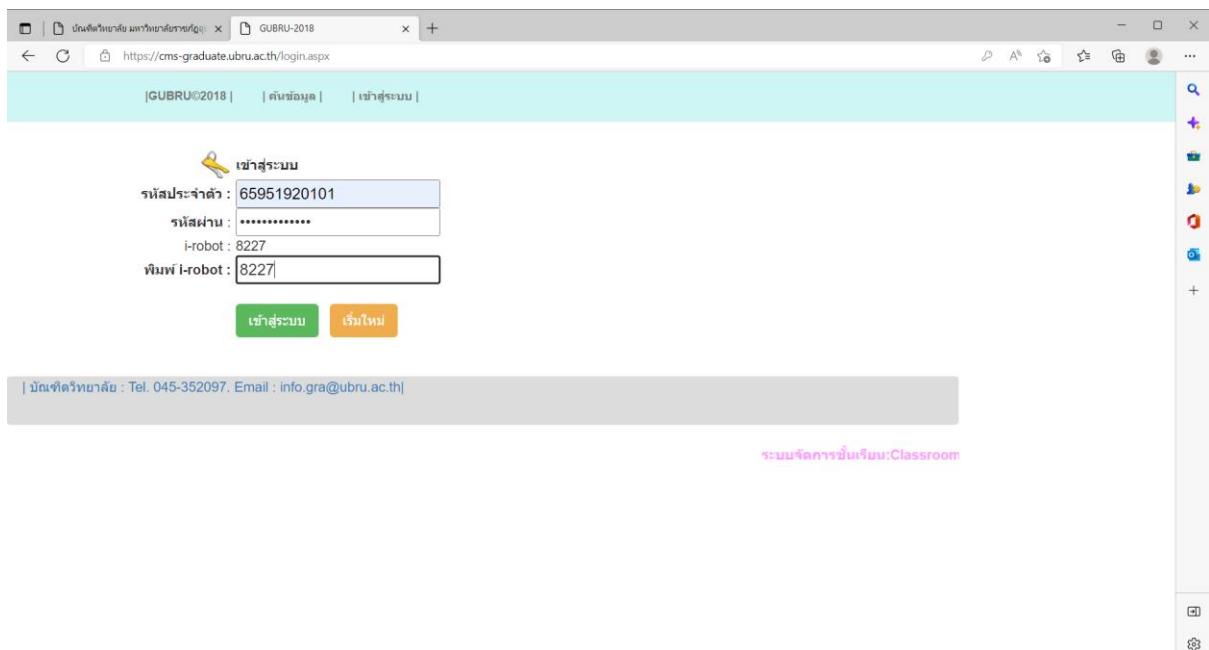 บัณฑิตวิทยาลัย มหาวิทยาลัยราชภัฏอุ
GUBRU-2018
https://cms-graduate.ubru.ac.th/login.aspx
|GUBRU©2018 | | ค้นข้อมูล | | เข้าสู่ระบบ |
เข้าสู่ระบบ
รหัสประจำตัว : 65951920101
รหัสผ่าน : •••••••••••••
i-robot : 8227
พิมพ์ i-robot : 8227
เข้าสู่ระบบ เริ่มใหม่
| บัณฑิตวิทยาลัย : Tel. 045-352097. Email : info.gra@ubru.ac.th|
ระบบจัดการชั้นเรียน:Classroom